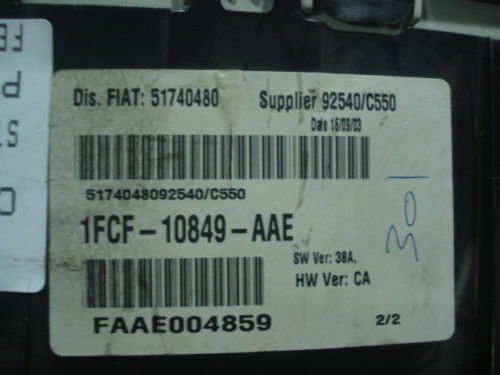 Dis. FIAT: 51740480 Supplier 92540/C550
Date 15/09/03
5174048092540/C550
1FCF-10849-AAE
SW Ver: 38A,
HW Ver: CA
FAAE004859 2/2